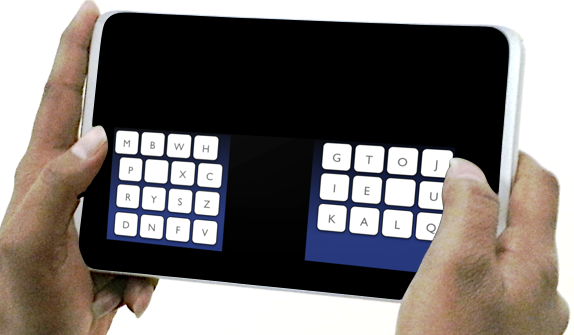 M B W H
P X C
R Y S Z
D N F V
G T O J
I E U
K A L Q